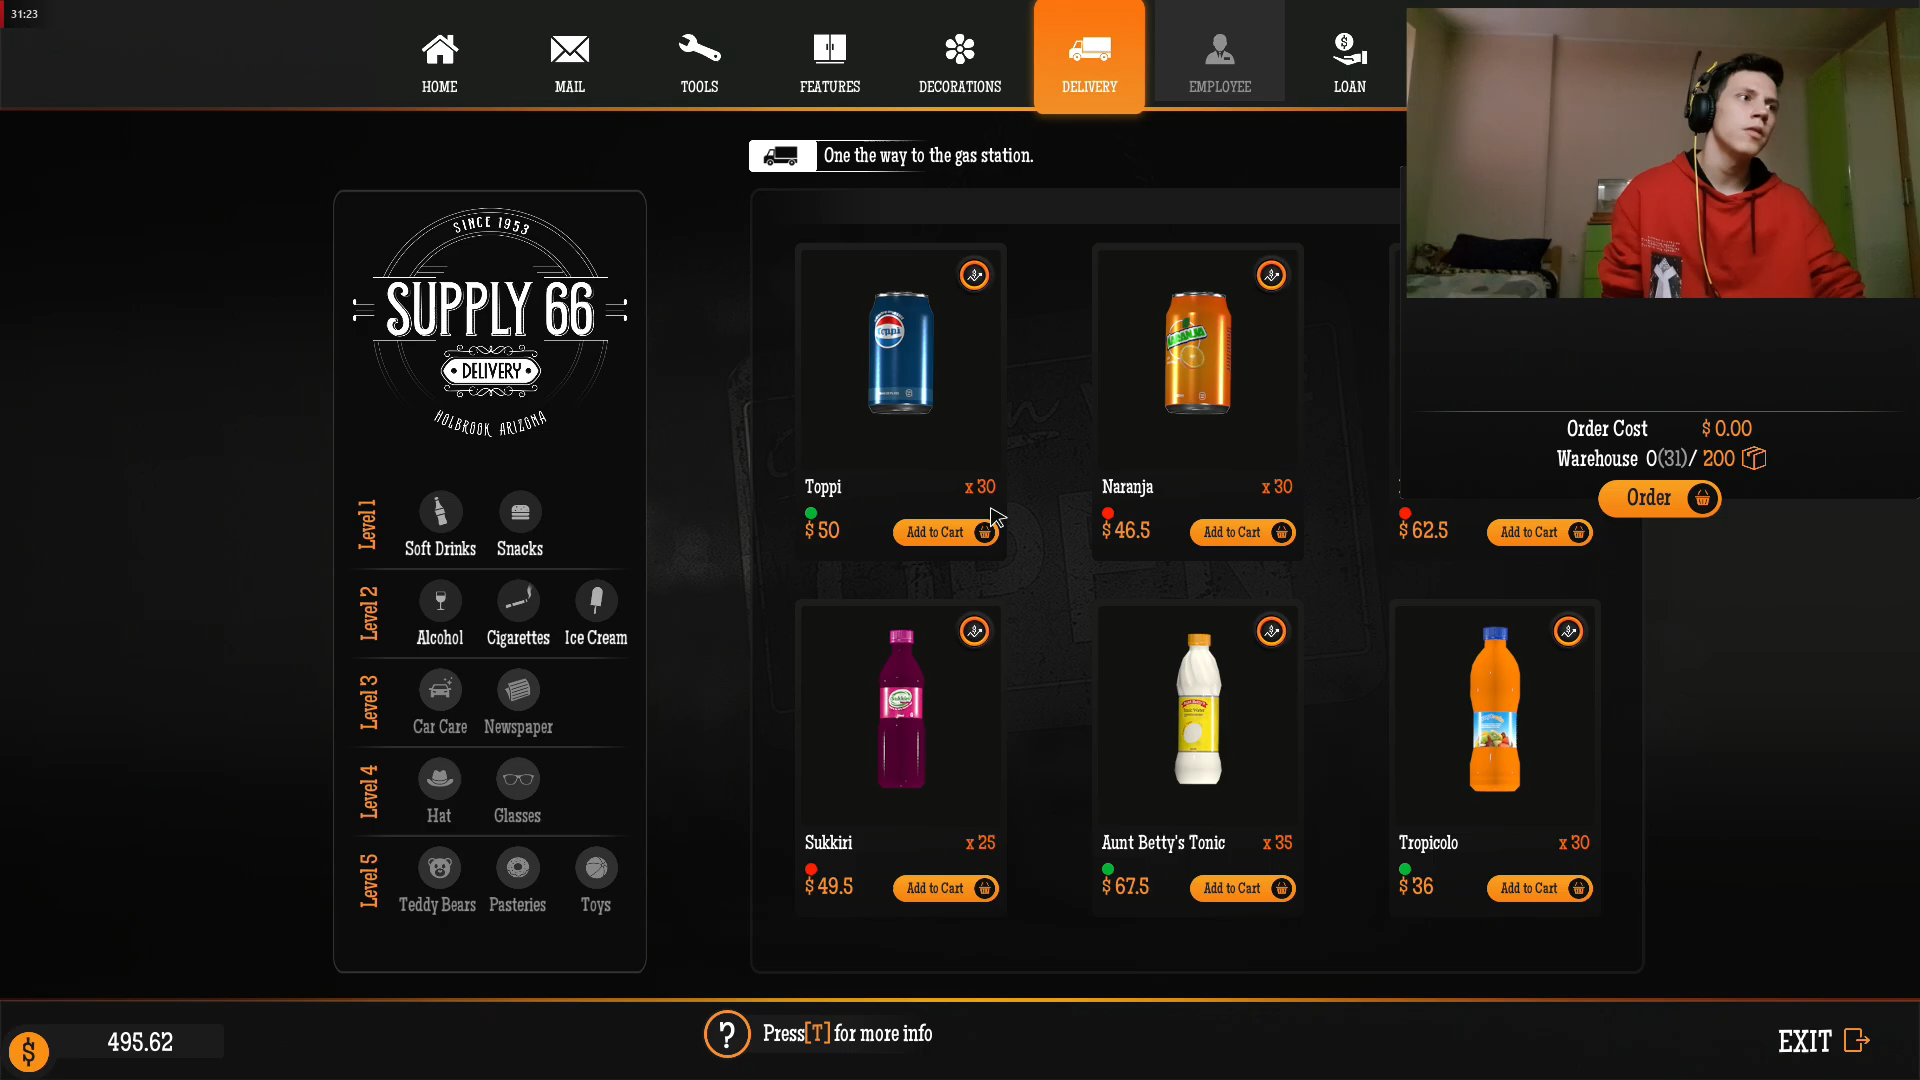 31:23
HOME
MAIL
TOOLS
FEATURES
DECORATIONS
DELIVERY
EMPLOYEE
LOAN
One the way to the gas station.
SINCE 1953
SUPPLY 66
DELIVERY
HOLBROOK, ARIZONA
Level 1
Soft Drinks
Snacks
Level 2
Alcohol
Cigarettes
Ice Cream
Level 3
Car Care
Newspaper
Level 4
Hat
Glasses
Level 5
Teddy Bears
Pasteries
Toys
Toppi
Toppi x 30
$ 50
Add to Cart
NARANJA
Naranja x 30
$ 46.5
Add to Cart
$ 62.5
Add to Cart
Sukkiri
Sukkiri x 25
$ 49.5
Add to Cart
Aunt Betty's Tonic x 35
$ 67.5
Add to Cart
Tropicolo x 30
$ 36
Add to Cart
Order Cost $ 0.00
Warehouse 0(31)/ 200
Order
$ 495.62
? Press[T] for more info
EXIT